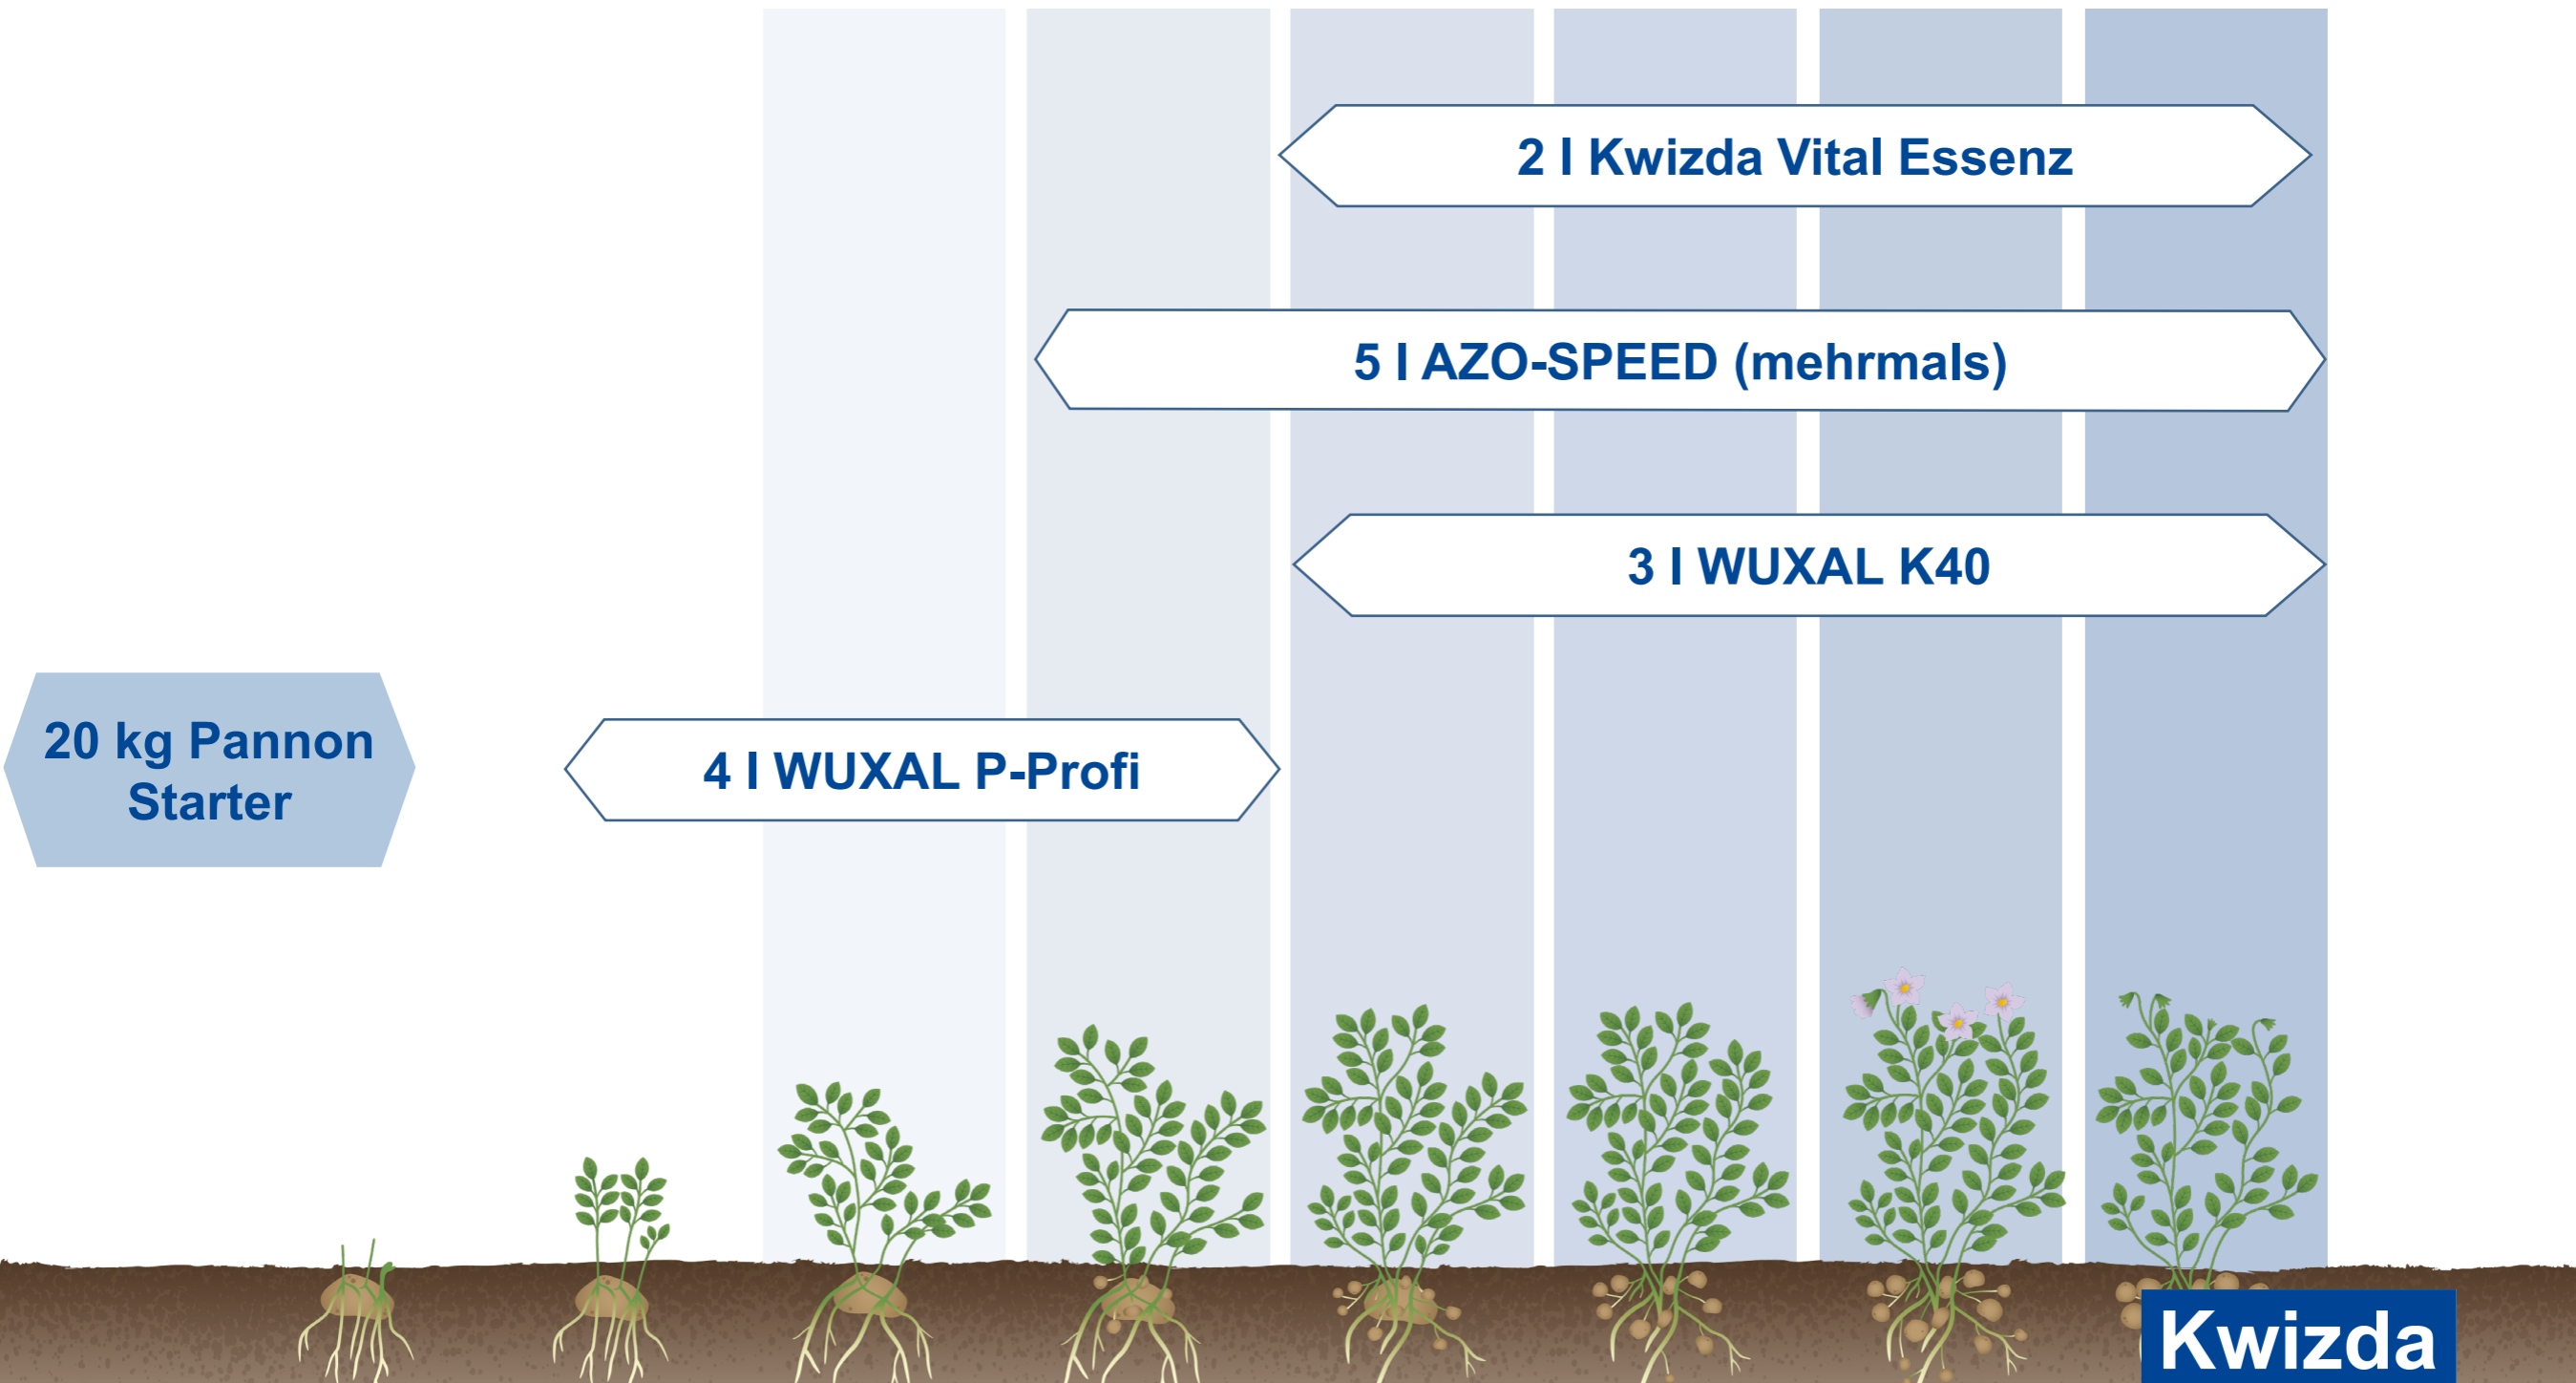 2 l Kwizda Vital Essenz
5 l AZO-SPEED (mehrmals)
3 l WUXAL K40
20 kg Pannon
Starter
4 l WUXAL P-Profi
Kwizda